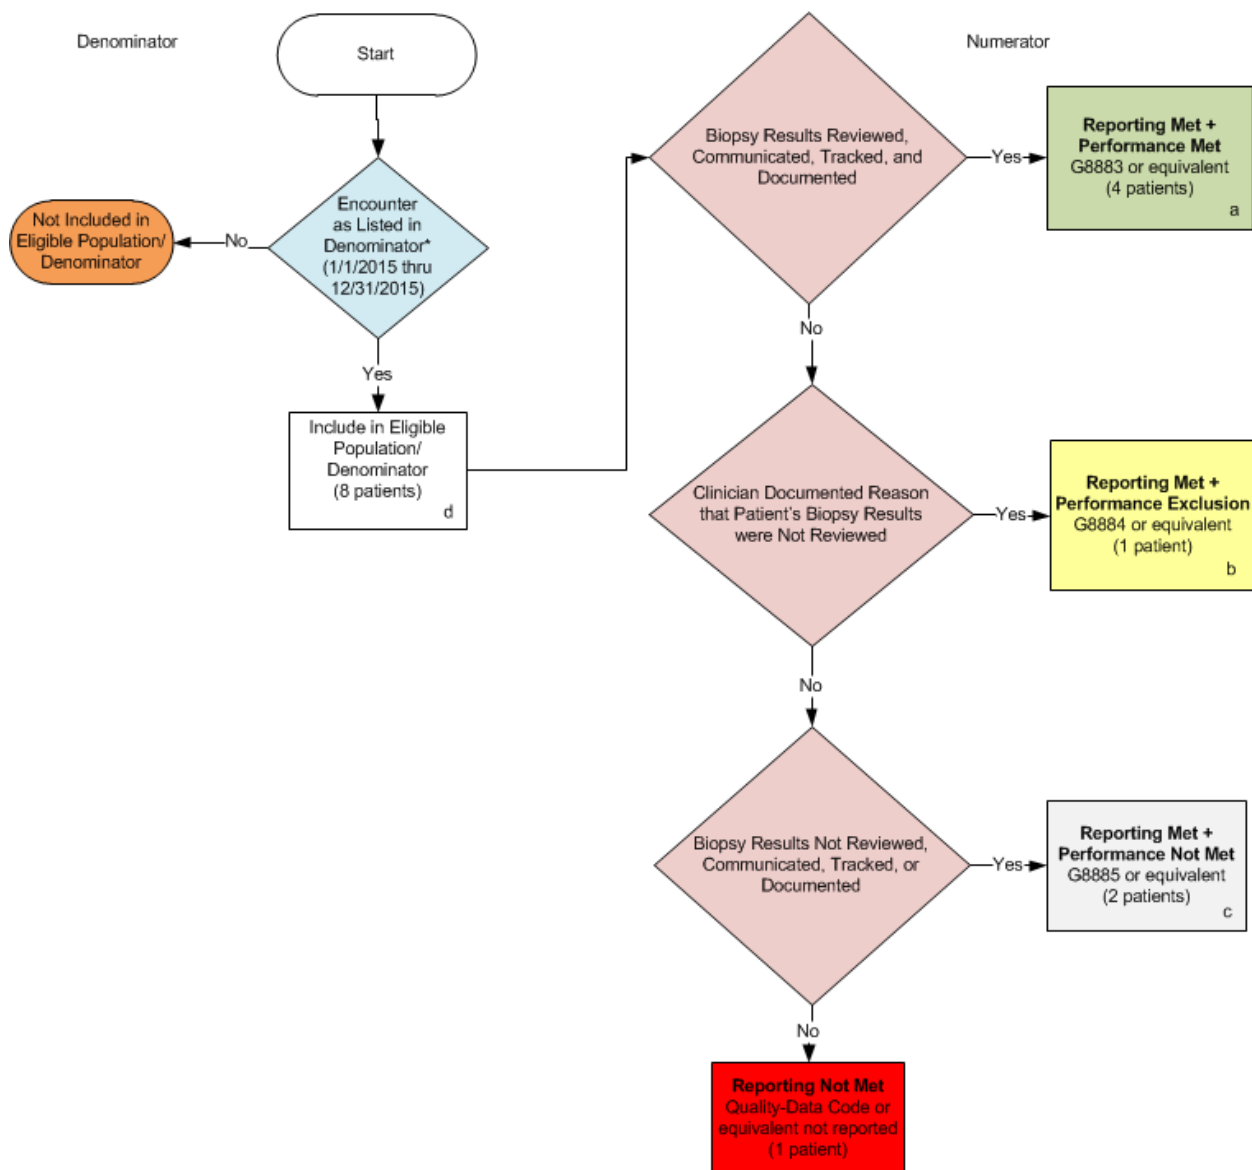 Denominator
Start
Numerator
Encounter
as Listed in
Denominator*
(1/1/2015 thru
12/31/2015)
No
Not Included in
Eligible Population/
Denominator
Yes
Include in Eligible
Population/
Denominator
(8 patients)
d
Biopsy Results Reviewed,
Communicated, Tracked, and
Documented
Yes
Reporting Met +
Performance Met
G8883 or equivalent
(4 patients)
a
No
Clinician Documented Reason
that Patient's Biopsy Results
were Not Reviewed
Yes
Reporting Met +
Performance Exclusion
G8884 or equivalent
(1 patient)
b
No
Biopsy Results Not Reviewed,
Communicated, Tracked, or
Documented
Yes
Reporting Met +
Performance Not Met
G8885 or equivalent
(2 patients)
c
No
Reporting Not Met
Quality-Data Code or
equivalent not reported
(1 patient)